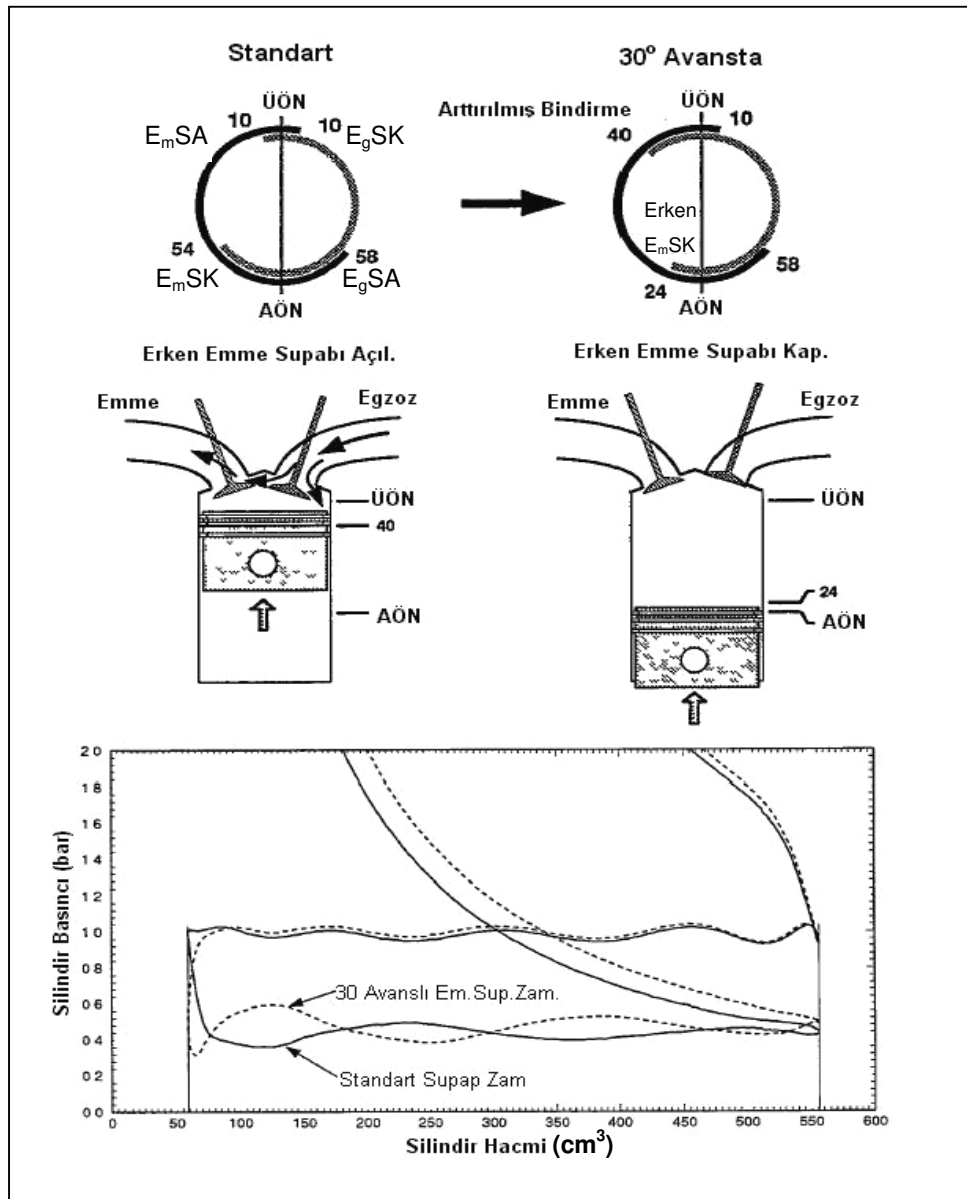 Standart
30° Avansta
ÜÖN
10
10
EmSA
EgSK
54
58
EmSK
EgSA
AÖN
Arttırılmış Bindirme
ÜÖN
10
40
Erken
EmSK
58
24
AÖN
Erken Emme Supabı Açıl.
Erken Emme Supabı Kap.
Emme
Egzoz
ÜÖN
40
AÖN
Emme
Egzoz
ÜÖN
24
AÖN
Silindir Basıncı (bar)
2.0
1.8
1.6
1.4
1.2
1.0
0.8
0.6
0.4
0.2
0.0
30 Avanslı Em.Sup.Zam.
Standart Supap Zam
0 50 100 150 200 250 300 350 400 450 500 550 600
Silindir Hacmi (cm³)